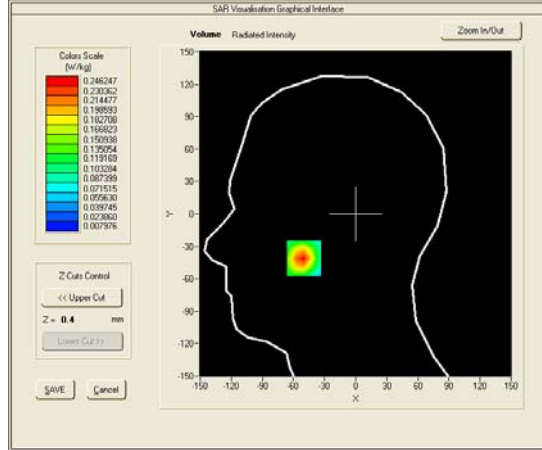 SAR Visualisation Graphical Interface
Volume Radiated Intensity
Zoom In/Out
Colors Scale
(W/kg)
0.246247
0.230362
0.214477
0.198593
0.182708
0.166823
0.150938
0.135054
0.119169
0.103284
0.087399
0.071515
0.055630
0.039745
0.023860
0.007976
Z-Cuts Control
<< Upper Cut
Z = 0.4 mm
Lower Cut >>
SAVE
Cancel
150
120
90
60
30
0
-30
-60
-90
-120
-150
Y
-150 -120 -90 -60 -30 0 30 60 90 120 150
X